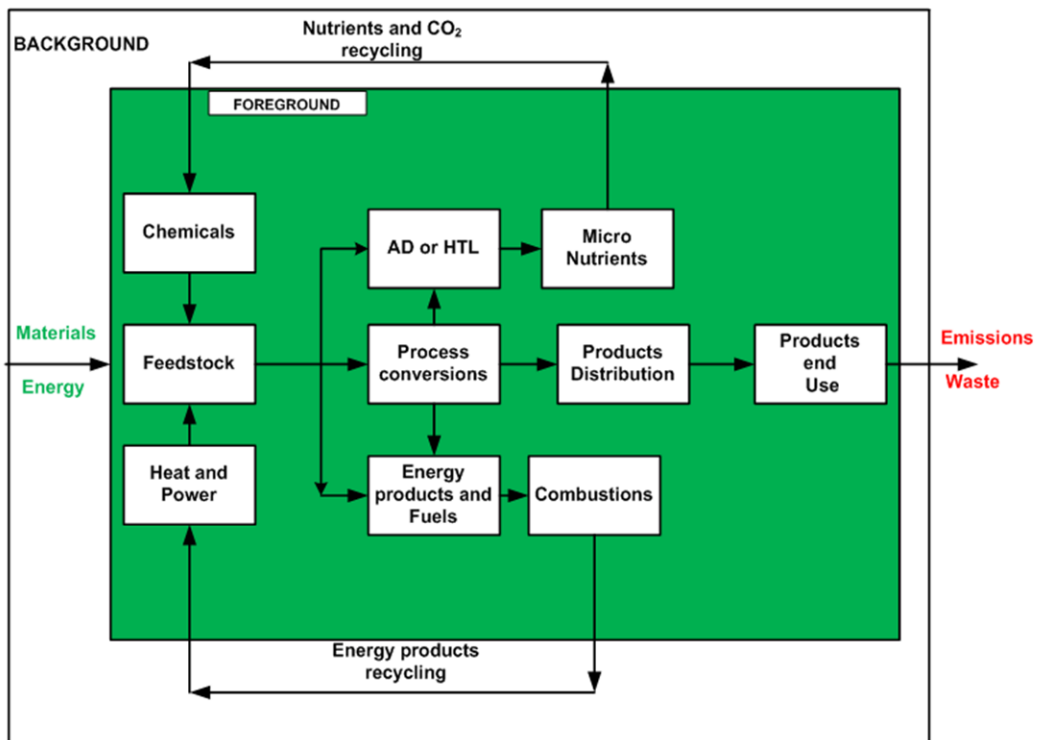 Nutrients and CO₂
recycling
BACKGROUND
FOREGROUND
Chemicals
AD or HTL
Micro
Nutrients
Materials
Energy
Feedstock
Process
conversions
Products
Distribution
Products
end
Use
Emissions
Waste
Heat and
Power
Energy
products and
Fuels
Combustions
Energy products
recycling